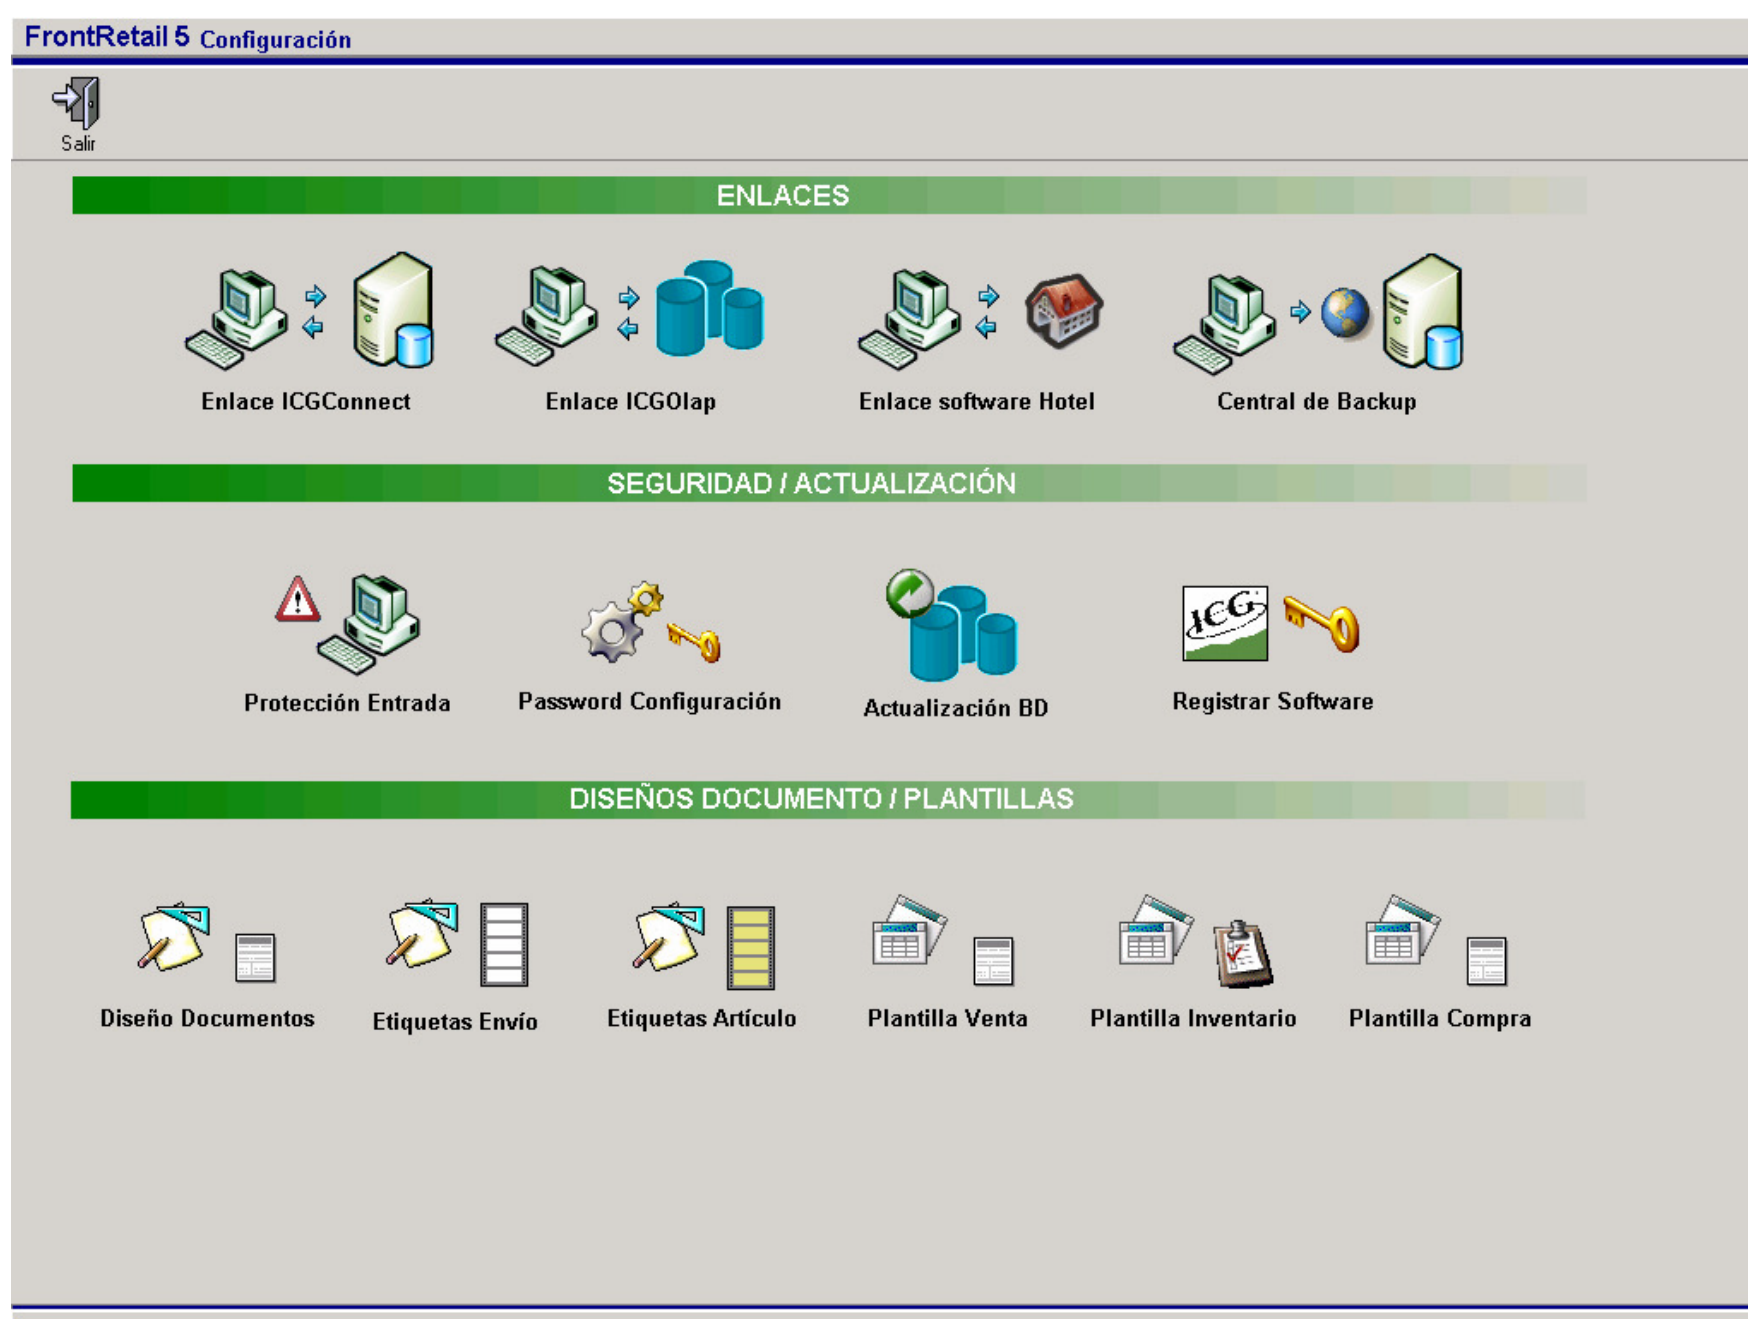 FrontRetail 5 Configuración
Salir
ENLACES
Enlace ICGConnect
Enlace ICGOlap
Enlace software Hotel
Central de Backup
SEGURIDAD / ACTUALIZACIÓN
ICG
Protección Entrada
Password Configuración
Actualización BD
Registrar Software
DISEÑOS DOCUMENTO / PLANTILLAS
Diseño Documentos
Etiquetas Envío
Etiquetas Artículo
Plantilla Venta
Plantilla Inventario
Plantilla Compra